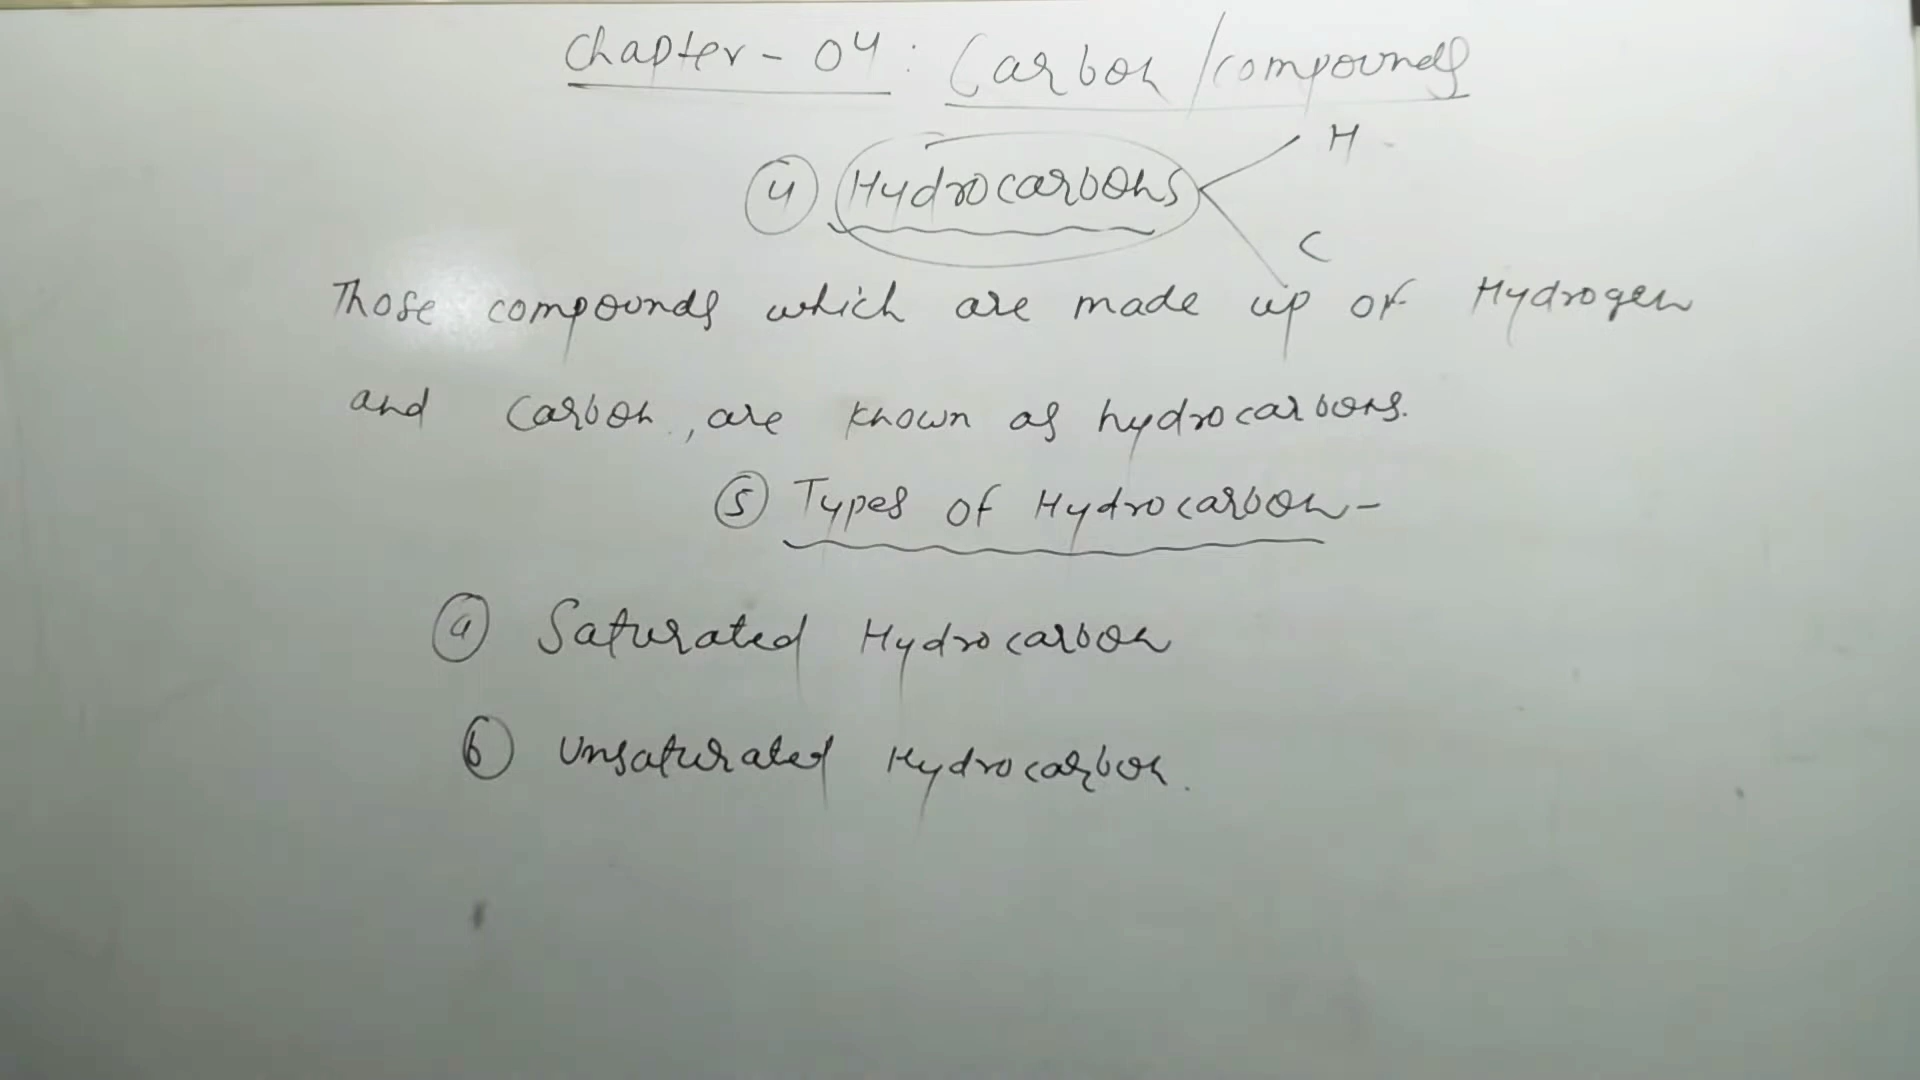 Chapter - 04 : Carbon / compounds
④ Hydrocarbons
H
C
Those compounds which are made up of Hydrogen
and carbon, are known as hydrocarbons.
⑤ Types of Hydrocarbon -
ⓐ Saturated Hydrocarbon
ⓑ Unsaturated Hydrocarbon.